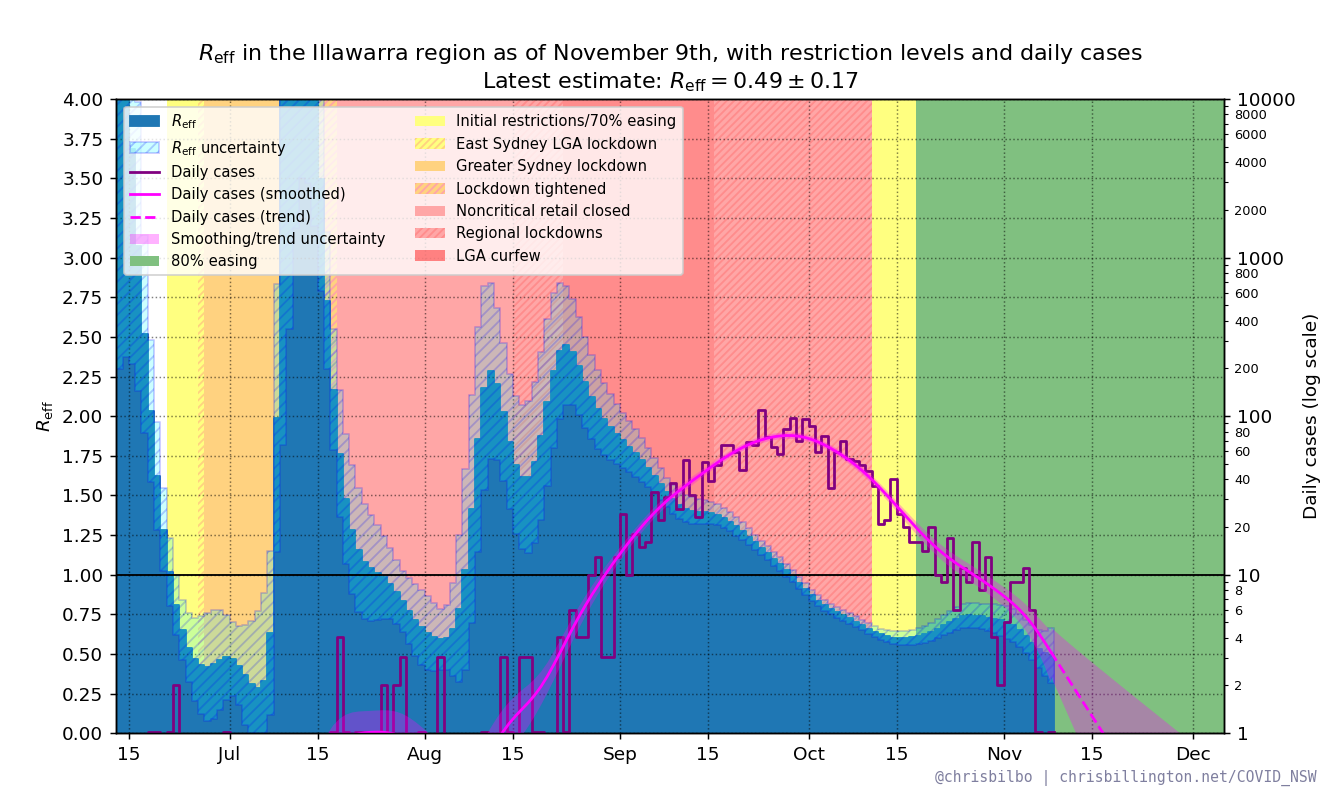 Reff in the Illawarra region as of November 9th, with restriction levels and daily cases
Latest estimate: Reff = 0.49 ± 0.17
Reff
Reff uncertainty
Daily cases
Daily cases (smoothed)
Daily cases (trend)
Smoothing/trend uncertainty
80% easing
Initial restrictions/70% easing
East Sydney LGA lockdown
Greater Sydney lockdown
Lockdown tightened
Noncritical retail closed
Regional lockdowns
LGA curfew
Reff
4.00
3.75
3.50
3.25
3.00
2.75
2.50
2.25
2.00
1.75
1.50
1.25
1.00
0.75
0.50
0.25
0.00
10000
8000
6000
4000
2000
1000
800
600
400
200
100
80
60
40
20
10
8
6
4
2
1
Daily cases (log scale)
15 Jul 15 Aug 15 Sep 15 Oct 15 Nov 15 Dec
@chrisbilbo | chrisbillington.net/COVID_NSW